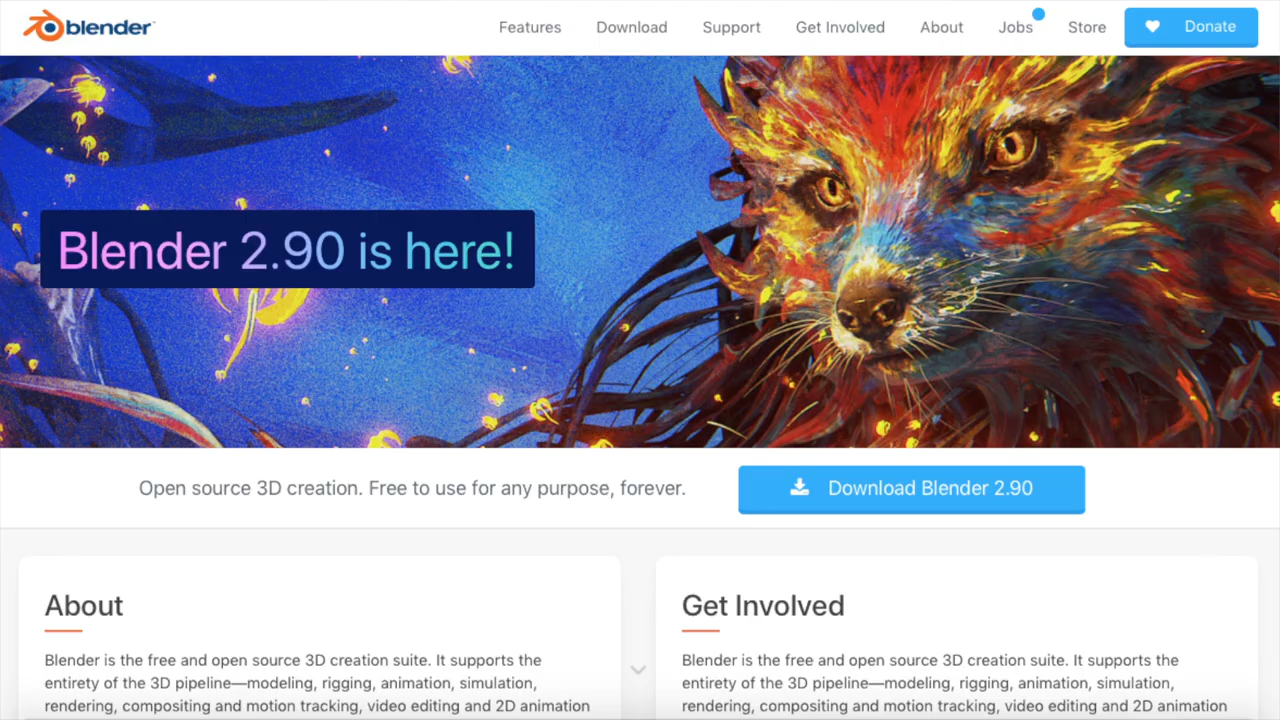 blender
Features
Download
Support
Get Involved
About
Jobs
Store
Donate
Blender 2.90 is here!
Open source 3D creation. Free to use for any purpose, forever.
Download Blender 2.90
About
Blender is the free and open source 3D creation suite. It supports the
entirety of the 3D pipeline—modeling, rigging, animation, simulation,
rendering, compositing and motion tracking, video editing and 2D animation
Get Involved
Blender is the free and open source 3D creation suite. It supports the
entirety of the 3D pipeline—modeling, rigging, animation, simulation,
rendering, compositing and motion tracking, video editing and 2D animation